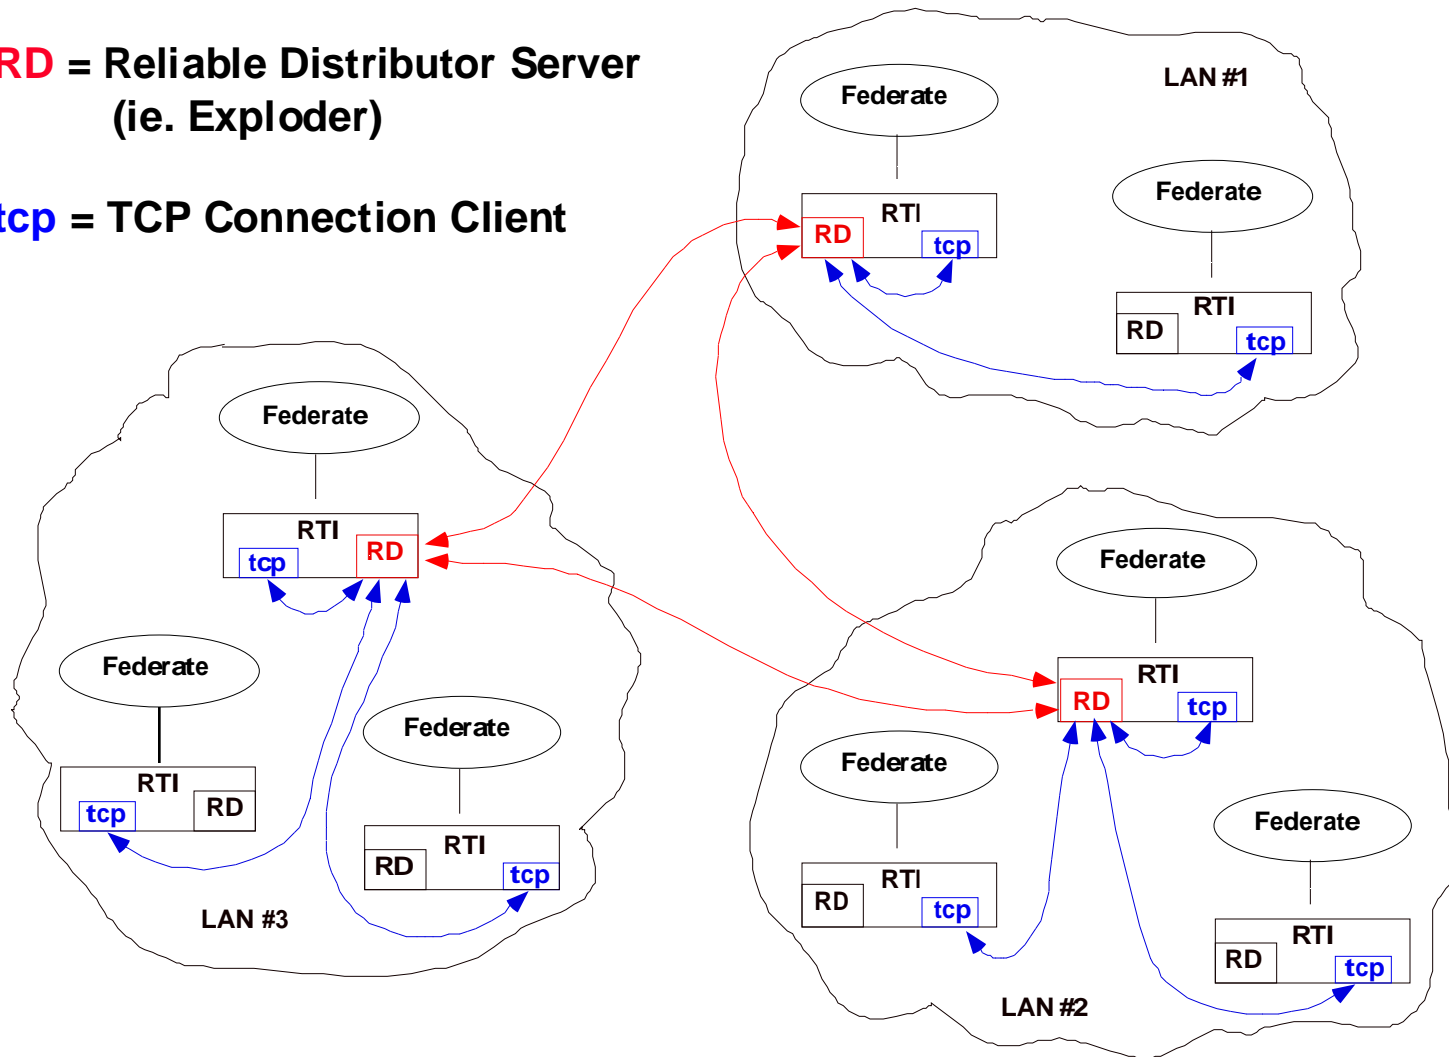 RD = Reliable Distributor Server
(ie. Exploder)
tcp = TCP Connection Client
LAN #1
Federate
RTI
RD
tcp
Federate
RTI
RD
tcp
Federate
RTI
tcp
RD
Federate
RTI
tcp
RD
Federate
RTI
RD
tcp
LAN #3
Federate
RTI
RD
tcp
Federate
RTI
RD
tcp
Federate
RTI
RD
tcp
LAN #2